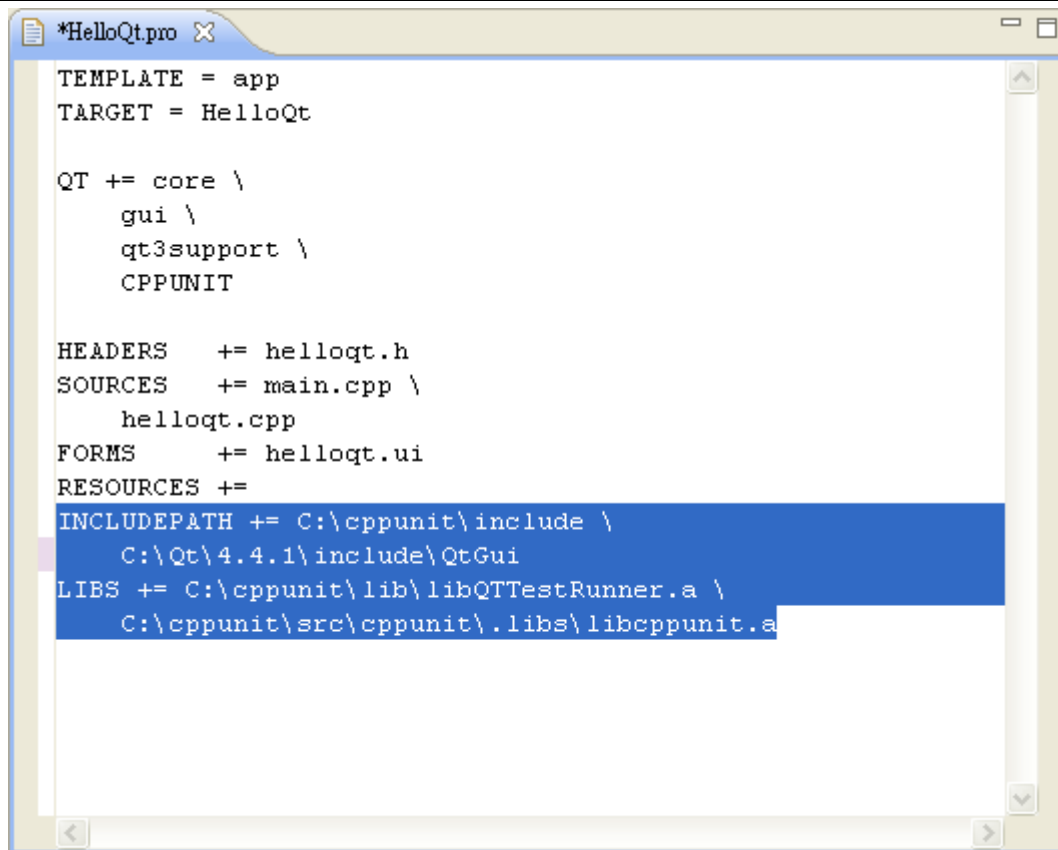 *HelloQt.pro
TEMPLATE = app
TARGET = HelloQt
QT += core \
gui \
qt3support \
CPPUNIT
HEADERS   += helloqt.h
SOURCES   += main.cpp \
helloqt.cpp
FORMS     += helloqt.ui
RESOURCES +=
INCLUDEPATH += C:\cppunit\include \
C:\Qt\4.4.1\include\QtGui
LIBS += C:\cppunit\lib\libQTTestRunner.a \
C:\cppunit\src\cppunit\.libs\libcppunit.a